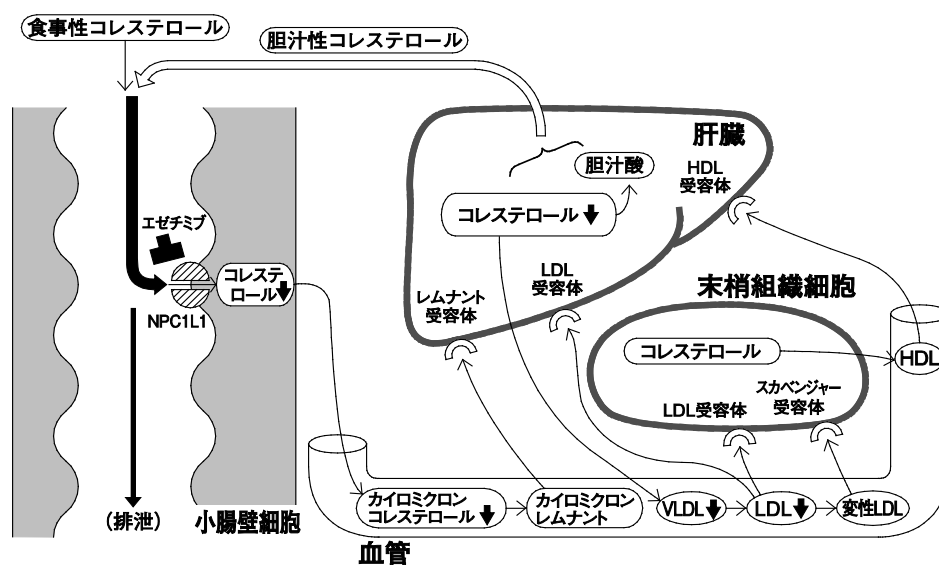 食事性コレステロール
胆汁性コレステロール
肝臓
胆汁酸
HDL
受容体
コレステロール
エゼチミブ
コレステ
ロール
NPC1L1
LDL
受容体
レムナント
受容体
末梢組織細胞
コレステロール
HDL
スカベンジャー
受容体
LDL受容体
カイロミクロン
コレステロール
カイロミクロン
レムナント
VLDL
LDL
変性LDL
(排泄)
小腸壁細胞
血管